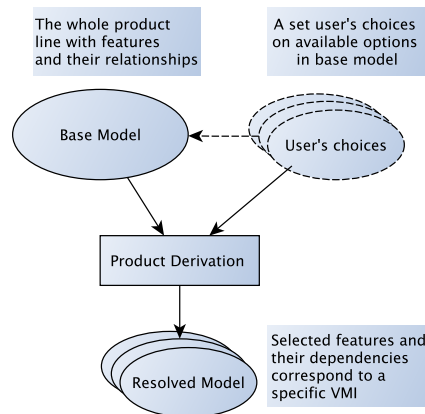 The whole product
line with features
and their relationships
A set user's choices
on available options
in base model
Base Model
User's choices
Product Derivation
Resolved Model
Selected features and
their dependencies
correspond to a
specific VMI